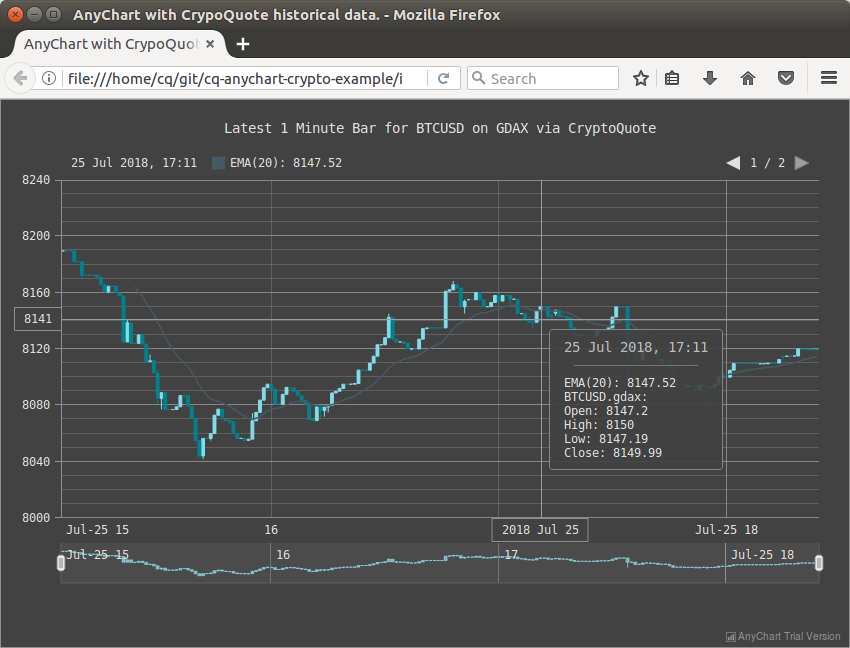 AnyChart with CrypoQuote historical data. - Mozilla Firefox
AnyChart with CrypoQuot
file:///home/cq/git/cq-anychart-crypto-example/i
Search
Latest 1 Minute Bar for BTCUSD on GDAX via CryptoQuote
25 Jul 2018, 17:11 EMA(20): 8147.52 1 / 2
8240
8200
8160
8141
8120
8080
8040
8000
25 Jul 2018, 17:11
EMA(20): 8147.52
BTCUSD.gdax:
Open: 8147.2
High: 8150
Low: 8147.19
Close: 8149.99
Jul-25 15 16 2018 Jul 25 Jul-25 18
Jul-25 15 16 17 Jul-25 18
AnyChart Trial Version